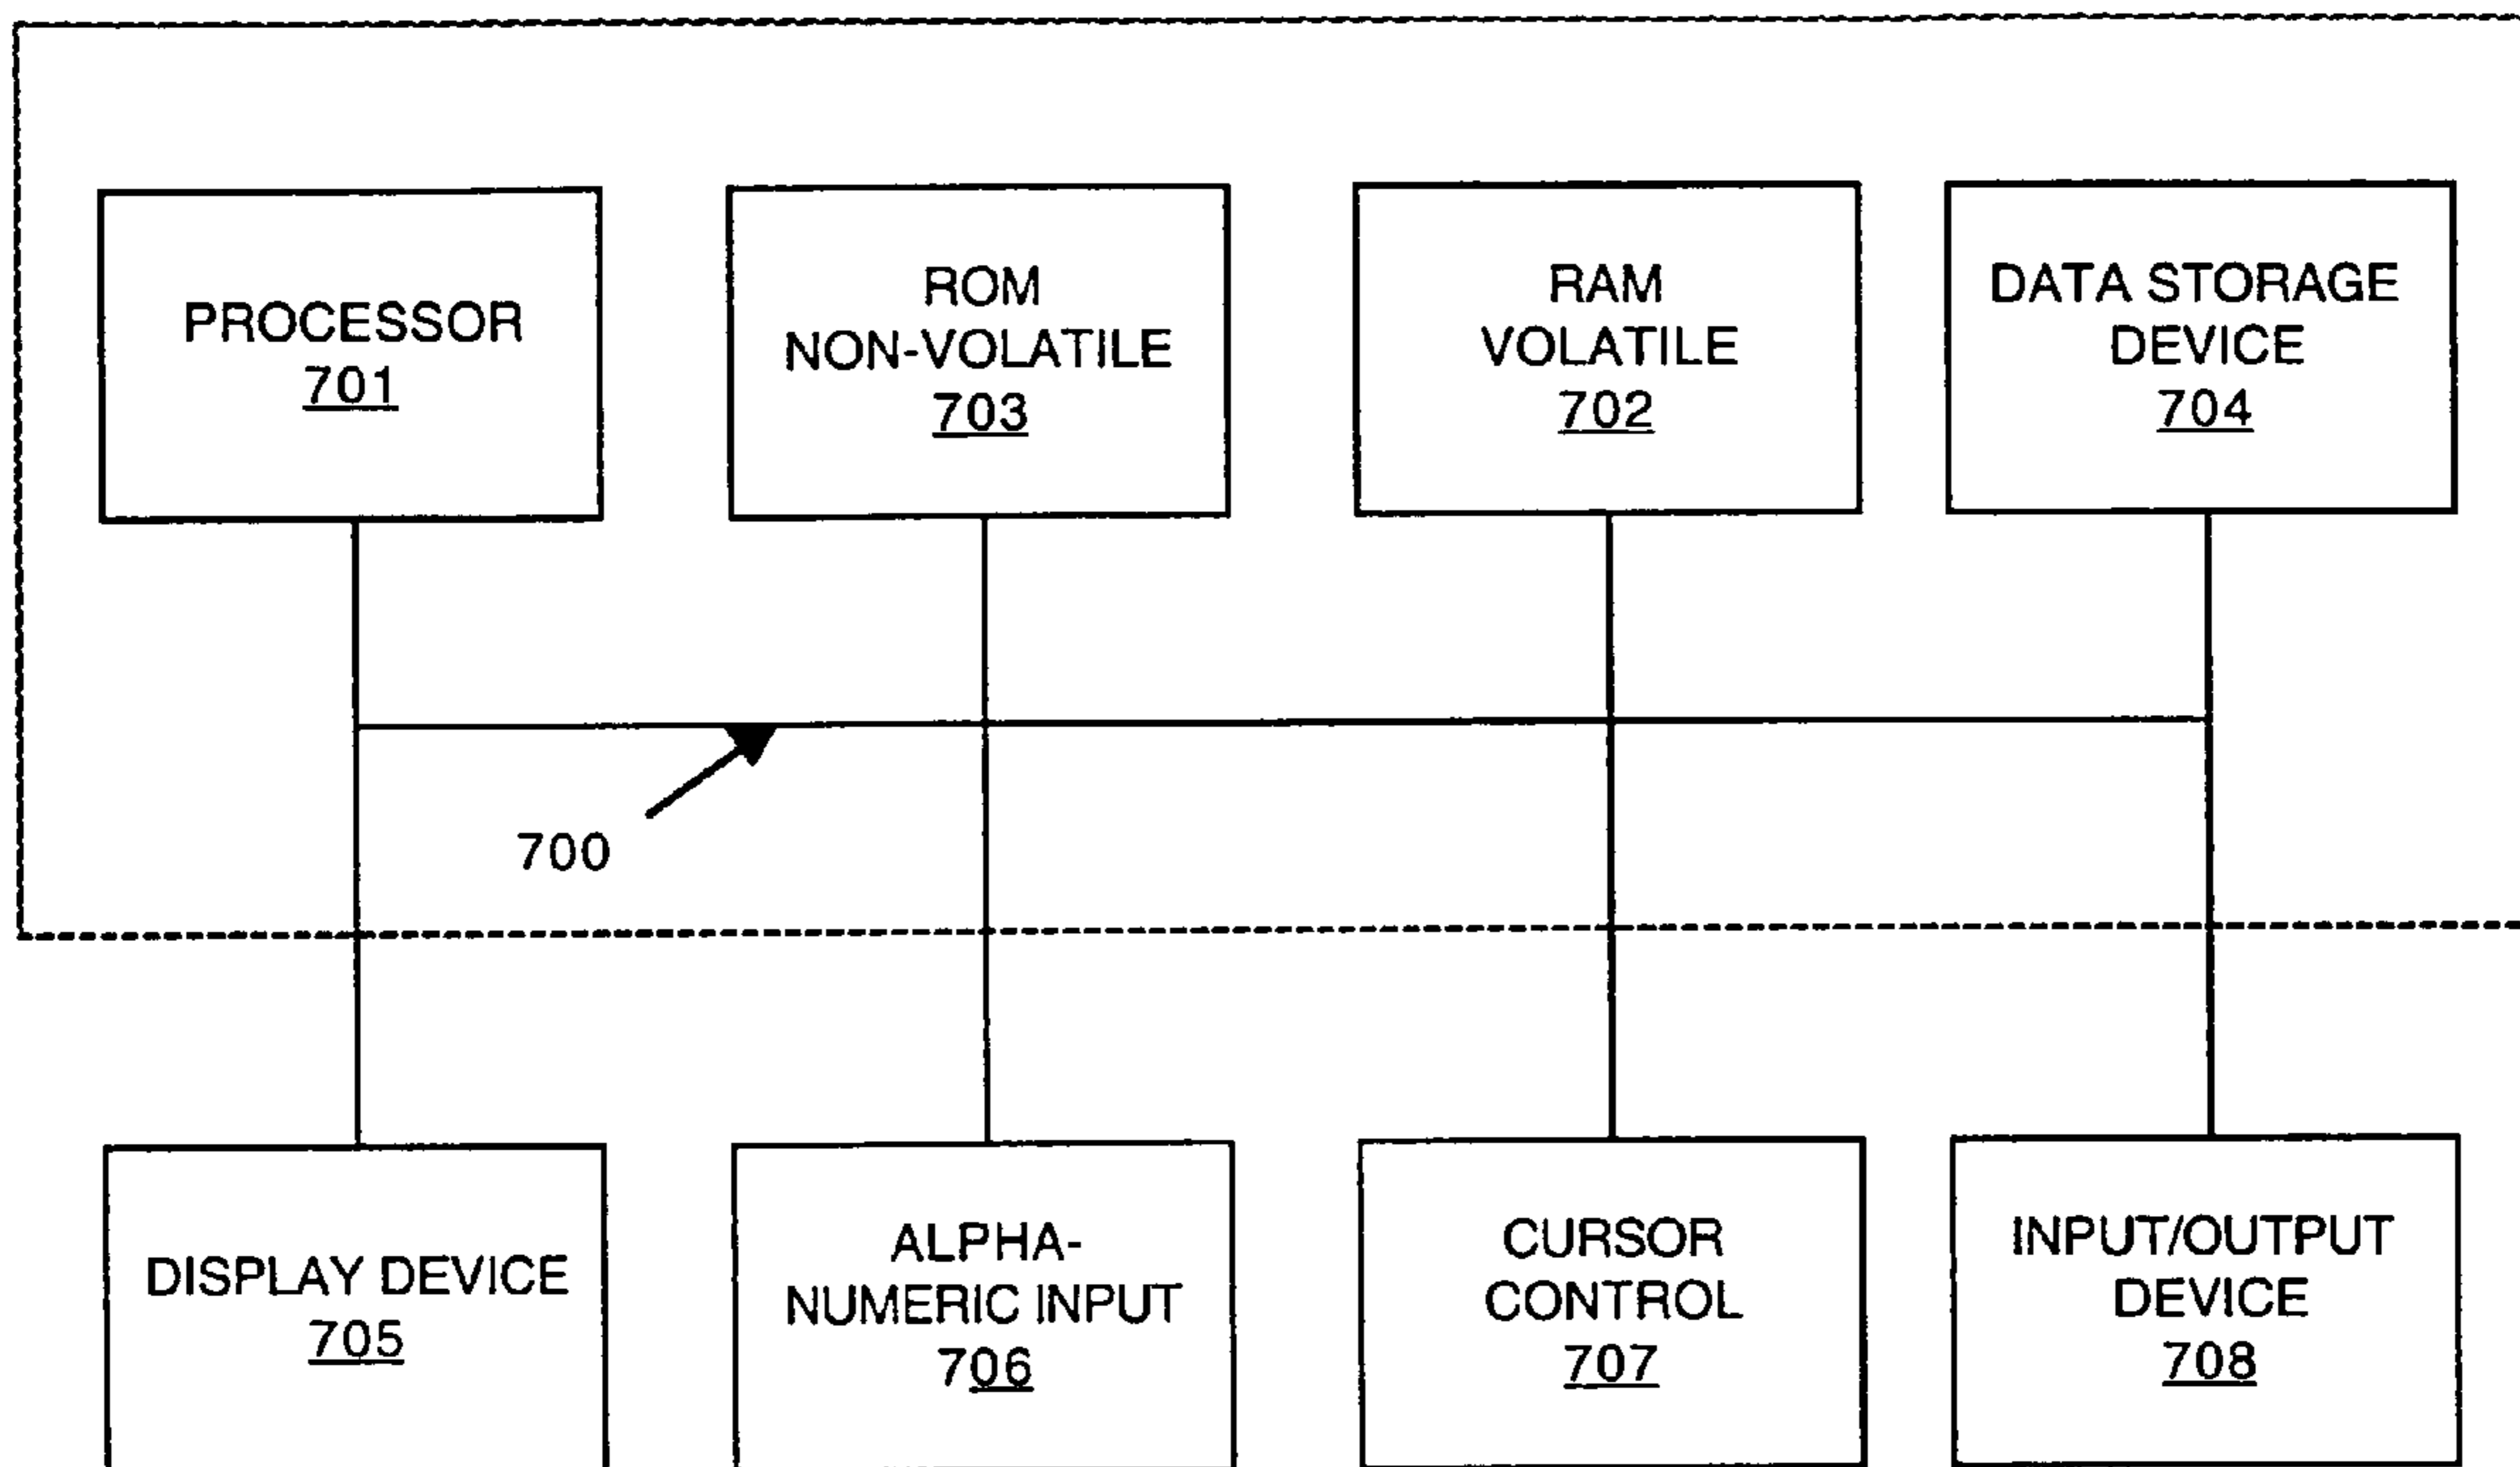 PROCESSOR
701
ROM
NON-VOLATILE
703
RAM
VOLATILE
702
DATA STORAGE
DEVICE
704
700
DISPLAY DEVICE
705
ALPHA-
NUMERIC INPUT
706
CURSOR
CONTROL
707
INPUT/OUTPUT
DEVICE
708